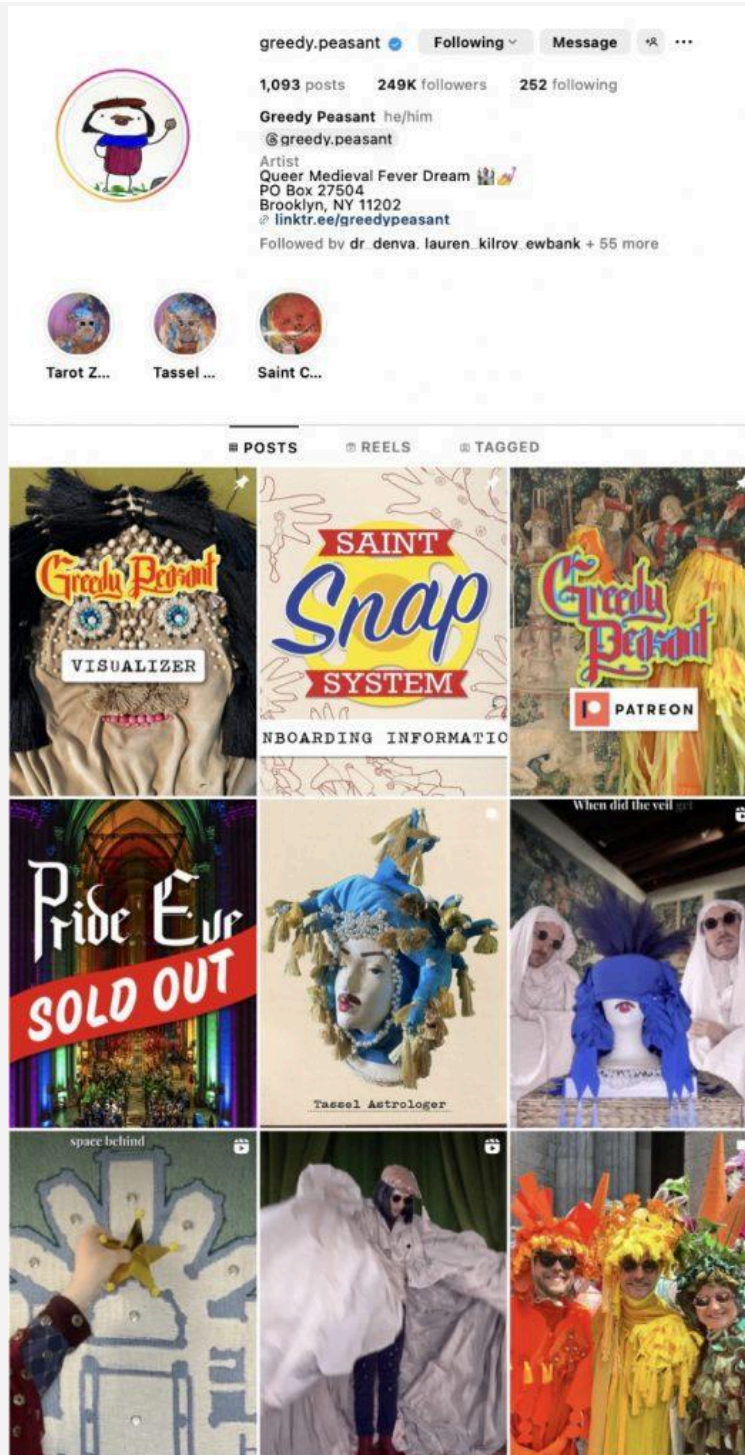 greedy.peasant Following Message
1,093 posts 249K followers 252 following
Greedy Peasant he/him
greedy.peasant
Artist
Queer Medieval Fever Dream
PO Box 27504
Brooklyn, NY 11202
linktr.ee/greedypeasant
Followed by dr_denva, lauren_kilroy_ewbank + 55 more
Tarot Z... Tassel ... Saint C...
POSTS REELS TAGGED
Greedy Peasant
VISUALIZER
SAINT
Snap
SYSTEM
NBOARDING INFORMATIO
Greedy
Peasant
PATREON
Pride Eve
SOLD OUT
Tassel Astrologer
When did the veil get
space behind